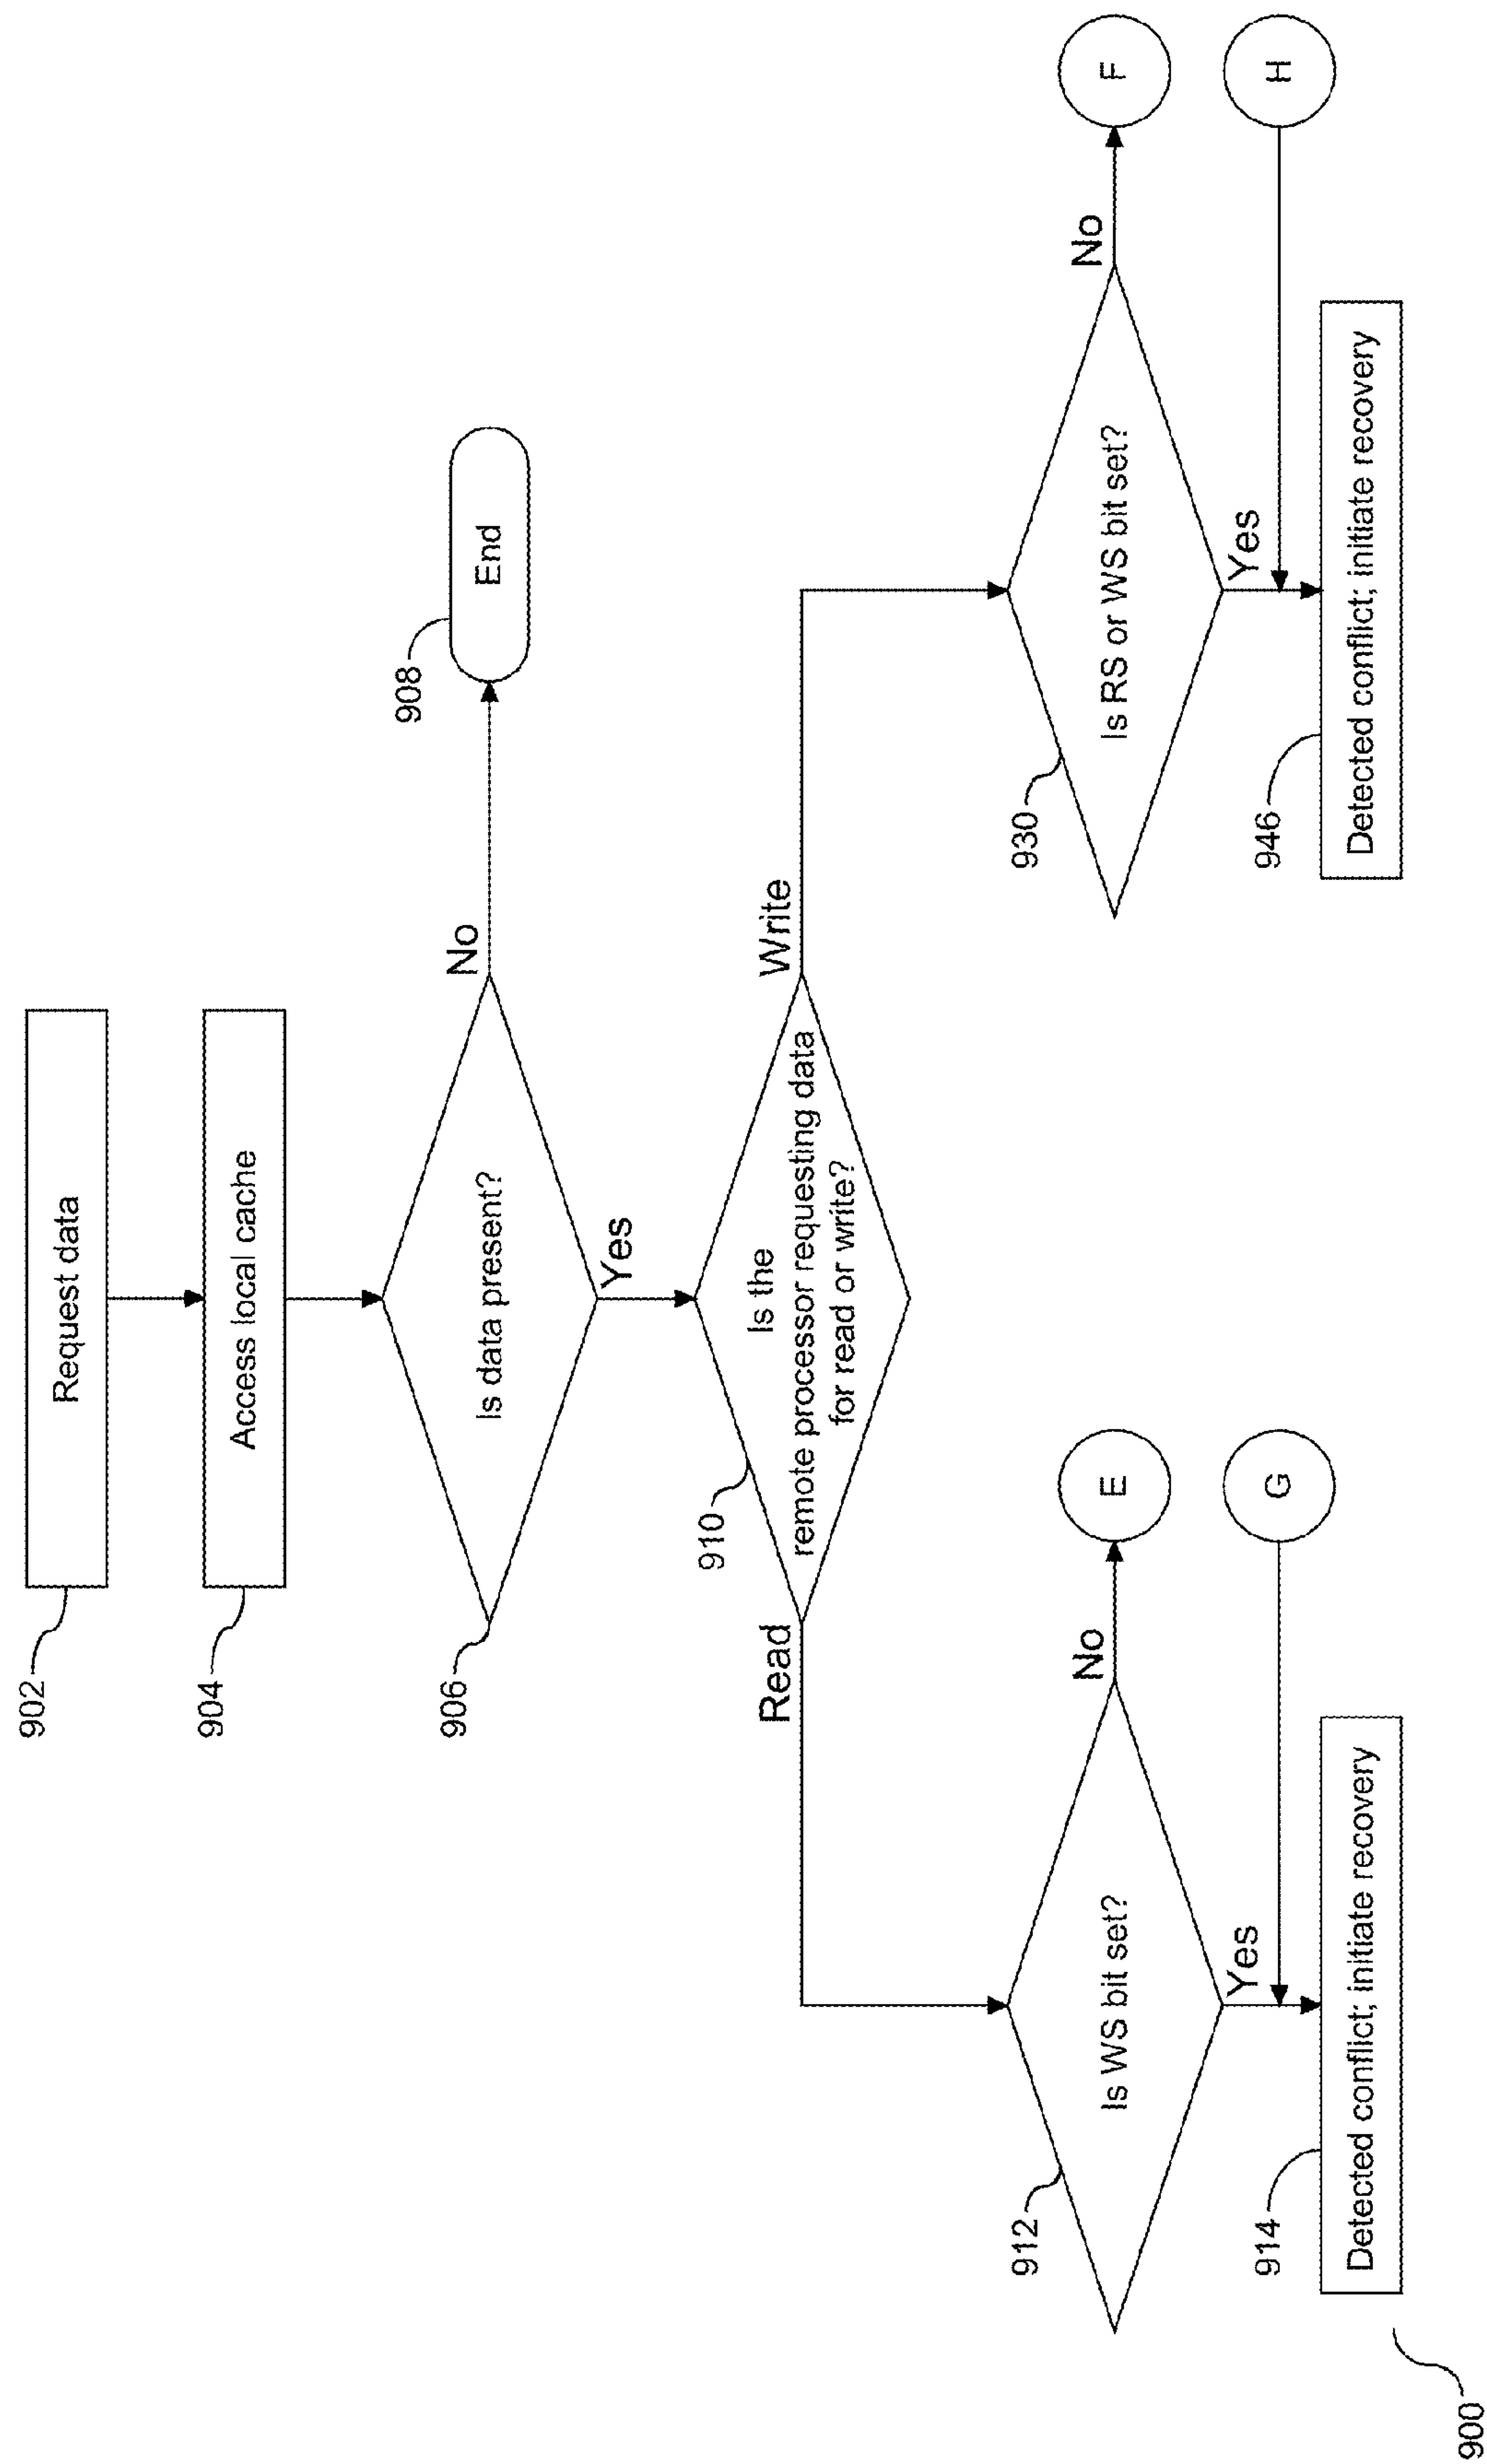 902
Request data
904
Access local cache
906
Is data present?
No
908
End
Yes
910
Is the
remote processor requesting data
for read or write?
Read
Write
912
Is WS bit set?
No
E
Yes
G
914
Detected conflict; initiate recovery
930
Is RS or WS bit set?
No
F
Yes
H
946
Detected conflict; initiate recovery
900